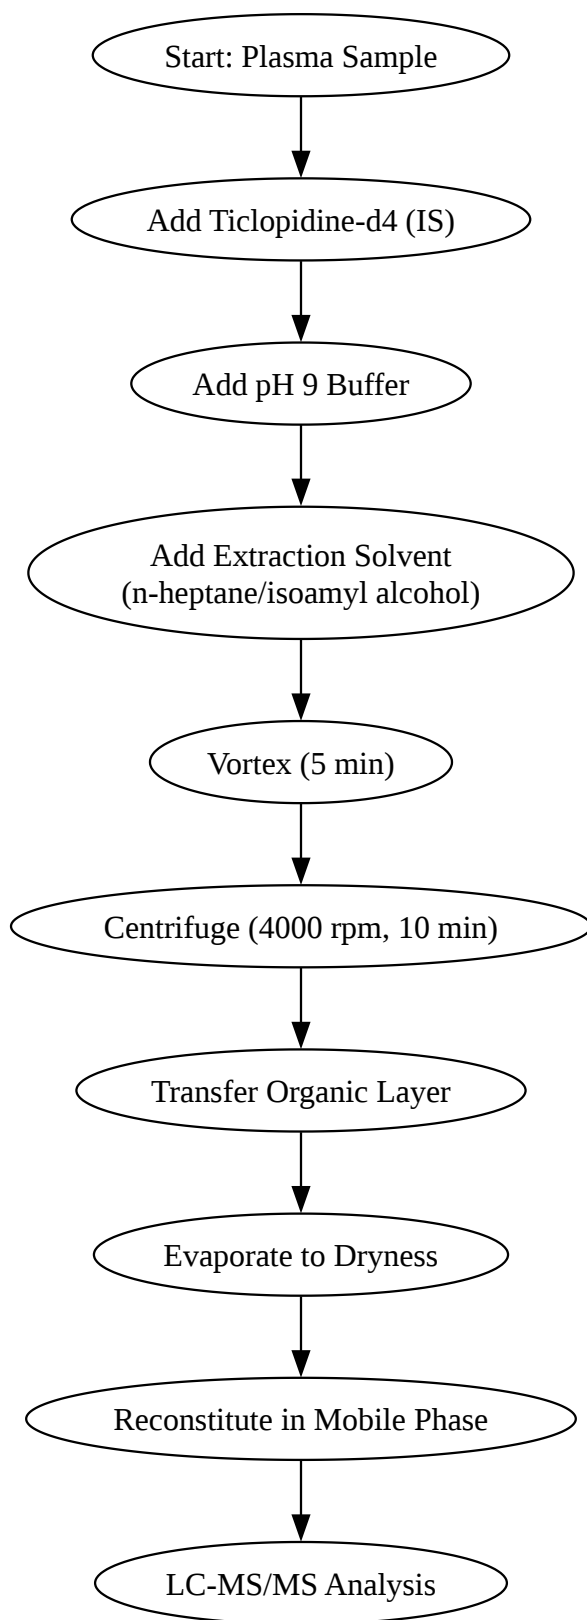 Start: Plasma Sample
Add Ticlopidine-d4 (IS)
Add pH 9 Buffer
Add Extraction Solvent
(n-heptane/isoamyl alcohol)
Vortex (5 min)
Centrifuge (4000 rpm, 10 min)
Transfer Organic Layer
Evaporate to Dryness
Reconstitute in Mobile Phase
LC-MS/MS Analysis